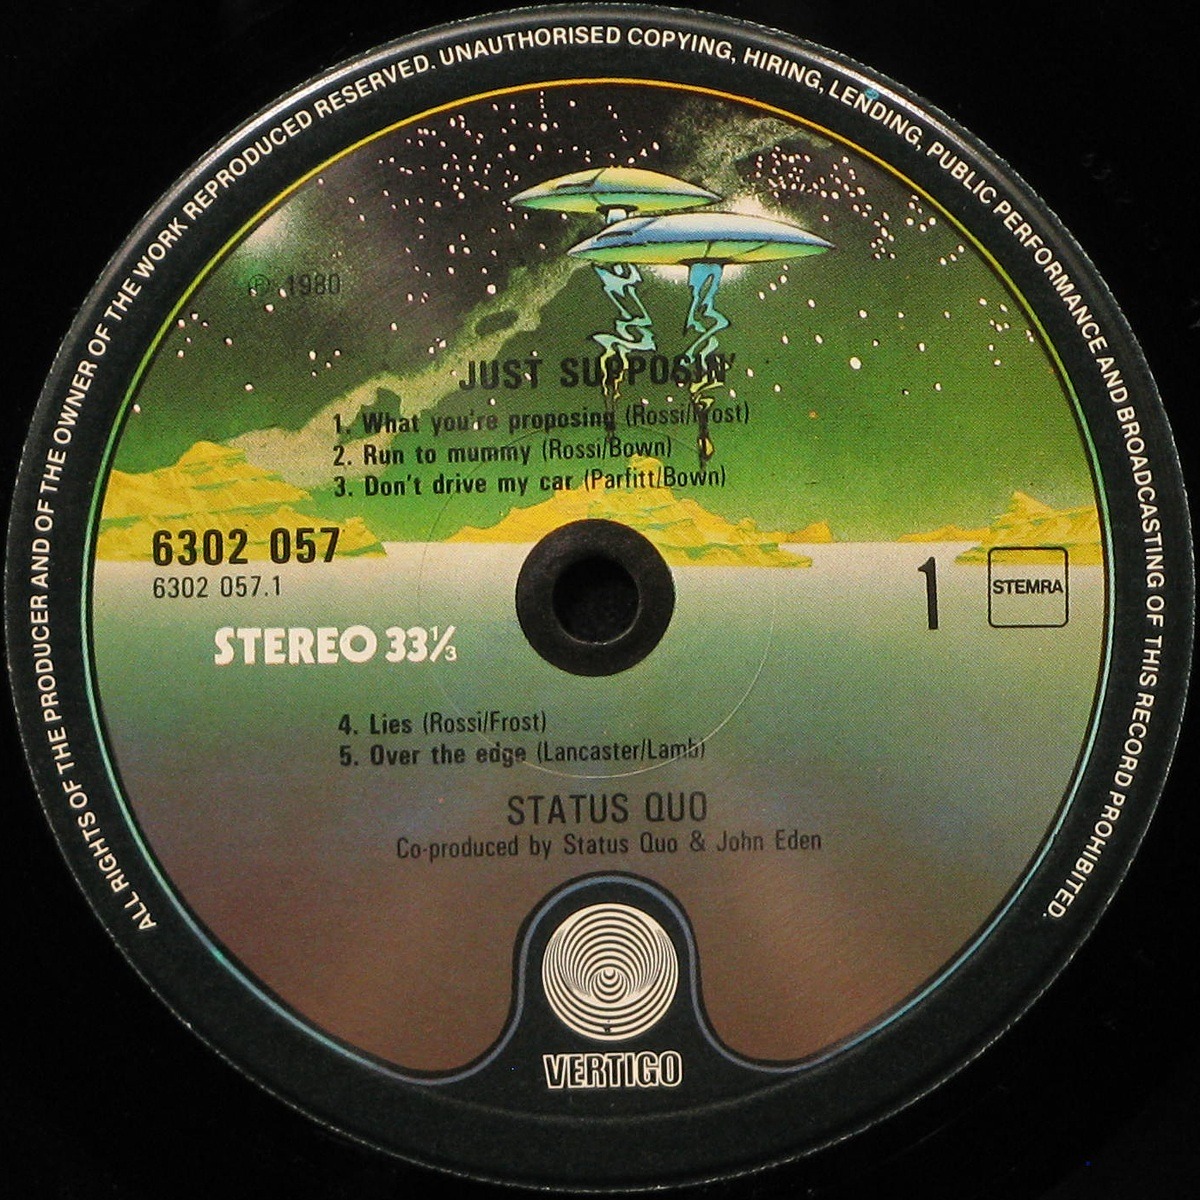 ALL RIGHTS OF THE PRODUCER AND OF THE OWNER OF THE WORK REPRODUCED RESERVED. UNAUTHORISED COPYING, HIRING, LENDING, PUBLIC PERFORMANCE AND BROADCASTING OF THIS RECORD PROHIBITED.
℗ 1980
JUST SUPPOSIN'
1. What you're proposing (Rossi/Frost)
2. Run to mummy (Rossi/Bown)
3. Don't drive my car (Parfitt/Bown)
6302 057
6302 057.1
STEREO 33⅓
1
STEMRA
4. Lies (Rossi/Frost)
5. Over the edge (Lancaster/Lamb)
STATUS QUO
Co-produced by Status Quo & John Eden
VERTIGO